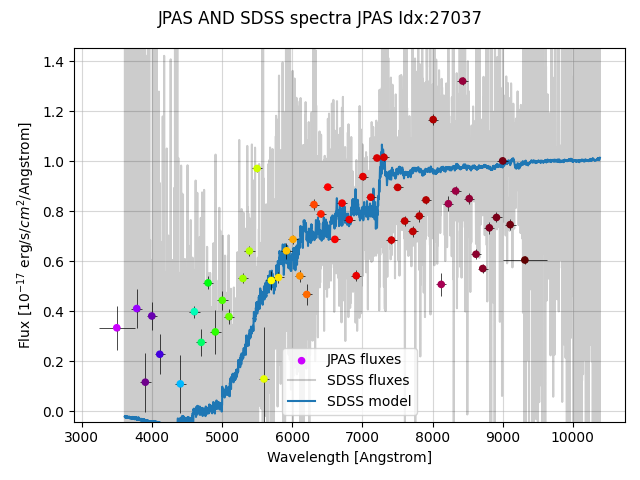 JPAS AND SDSS spectra JPAS Idx:27037
1.4
1.2
1.0
0.8
0.6
0.4
0.2
0.0
Flux [10⁻¹⁷ erg/s/cm²/Angstrom]
JPAS fluxes
SDSS fluxes
SDSS model
3000 4000 5000 6000 7000 8000 9000 10000
Wavelength [Angstrom]